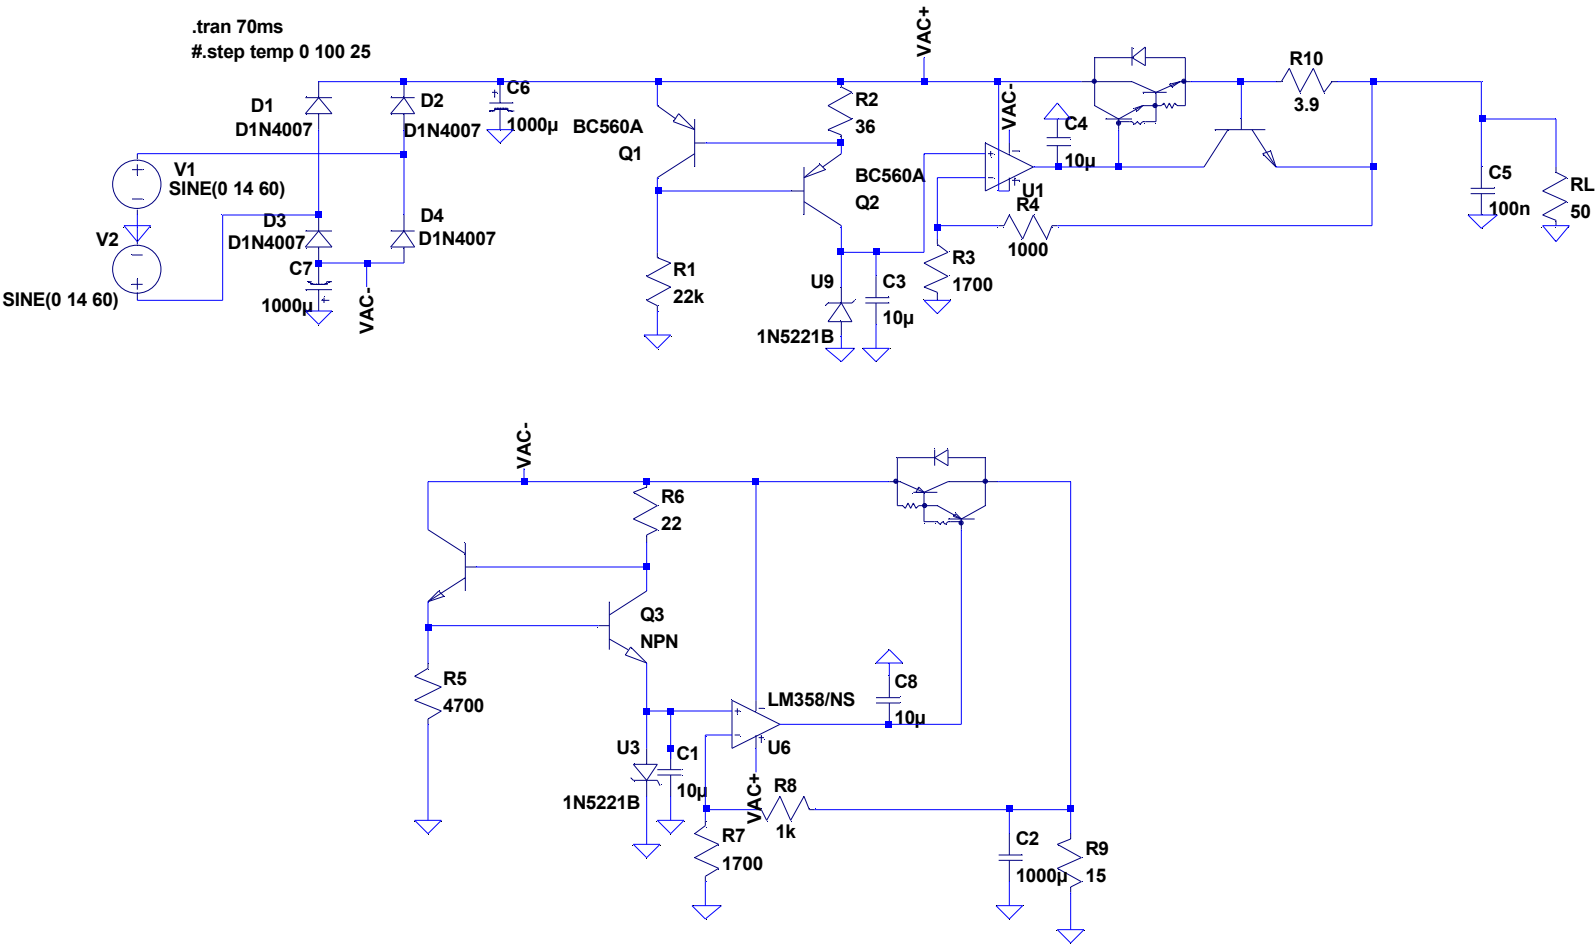 .tran 70ms
#.step temp 0 100 25
VAC+
D1
D1N4007
D2
D1N4007
C6
+
1000µ
BC560A
Q1
R2
36
BC560A
Q2
VAC-
U1
C4
10µ
R10
3.9
V1
SINE(0 14 60)
V2
SINE(0 14 60)
D3
D1N4007
D4
D1N4007
C7
1000µ
+
VAC-
R1
22k
U9
1N5221B
C3
10µ
R3
1700
R4
1000
C5
100n
RL
50
VAC-
R6
22
Q3
NPN
R5
4700
U3
1N5221B
C1
10µ
LM358/NS
U6
VAC+
C8
10µ
R8
1k
R7
1700
C2
1000µ
R9
15